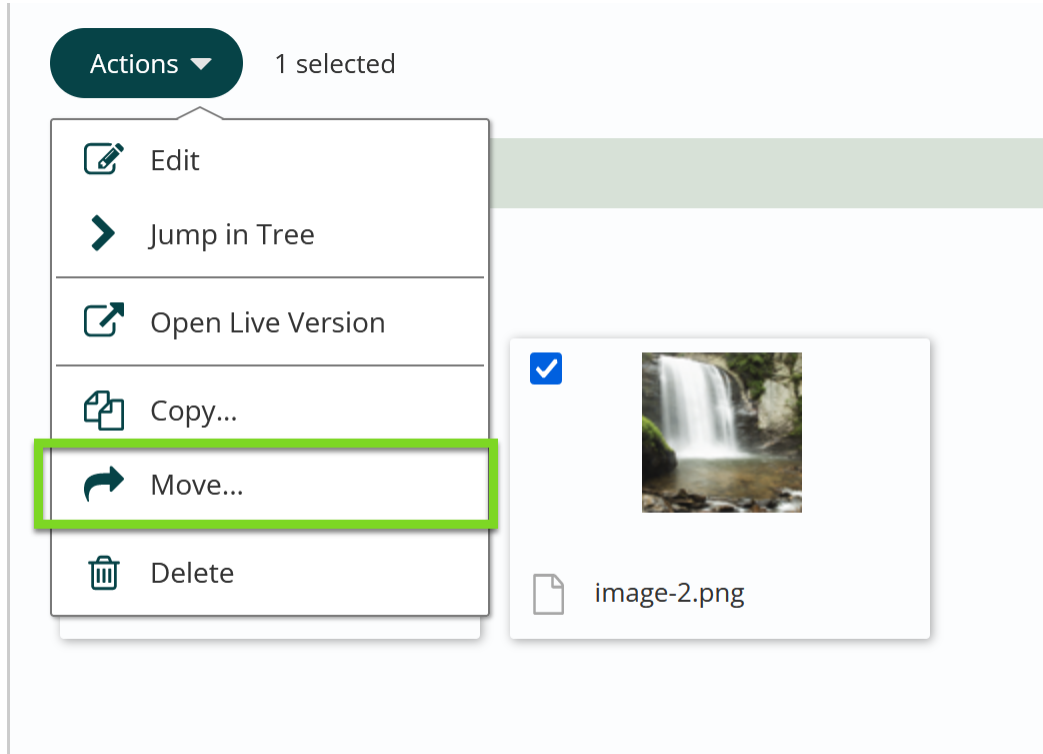 Actions 1 selected
Edit
Jump in Tree
Open Live Version
Copy...
Move...
Delete
image-2.png